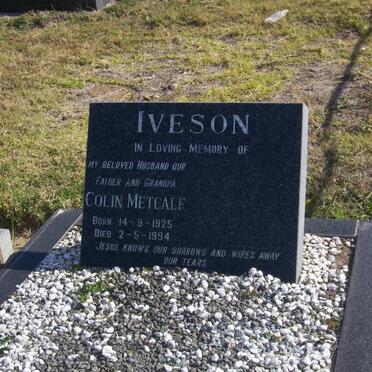 IVESON
IN LOVING MEMORY OF
MY BELOVED HUSBAND OUR
FATHER AND GRANDPA
COLIN METCALF
BORN 14-9-1925
DIED 2-5-1994
JESUS KNOWS OUR SORROWS AND WIPES AWAY
OUR TEARS